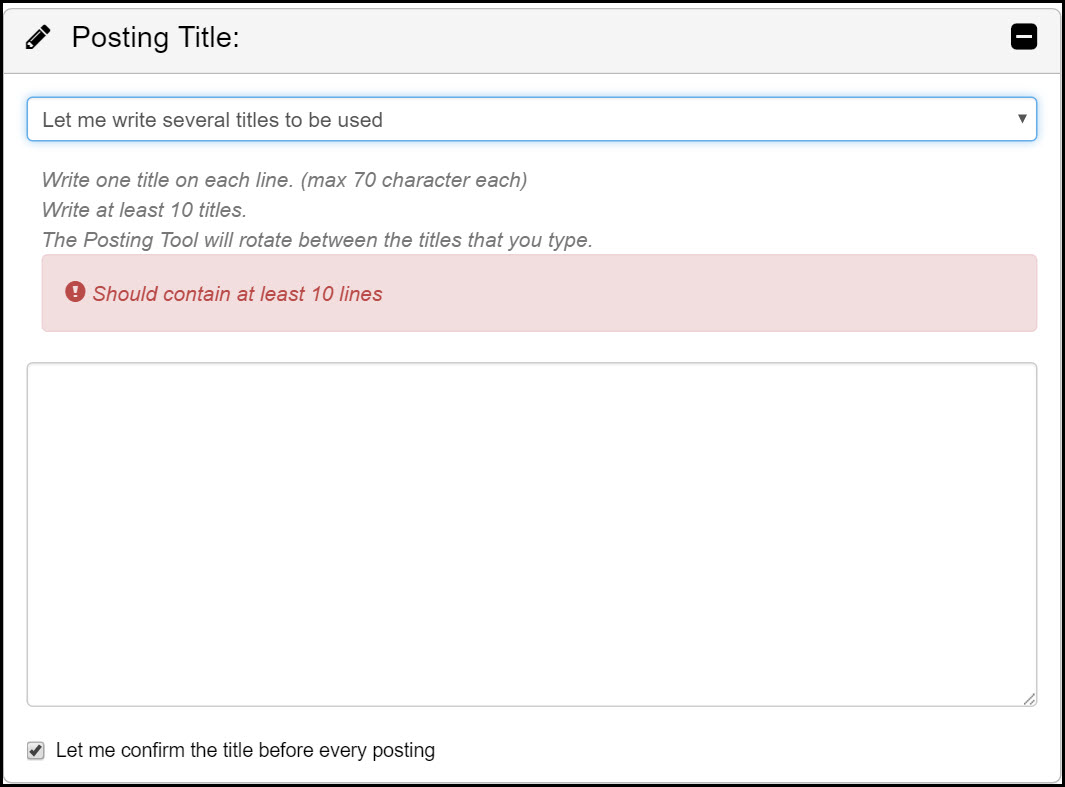 Posting Title:
Let me write several titles to be used
Write one title on each line. (max 70 character each)
Write at least 10 titles.
The Posting Tool will rotate between the titles that you type.
Should contain at least 10 lines
Let me confirm the title before every posting